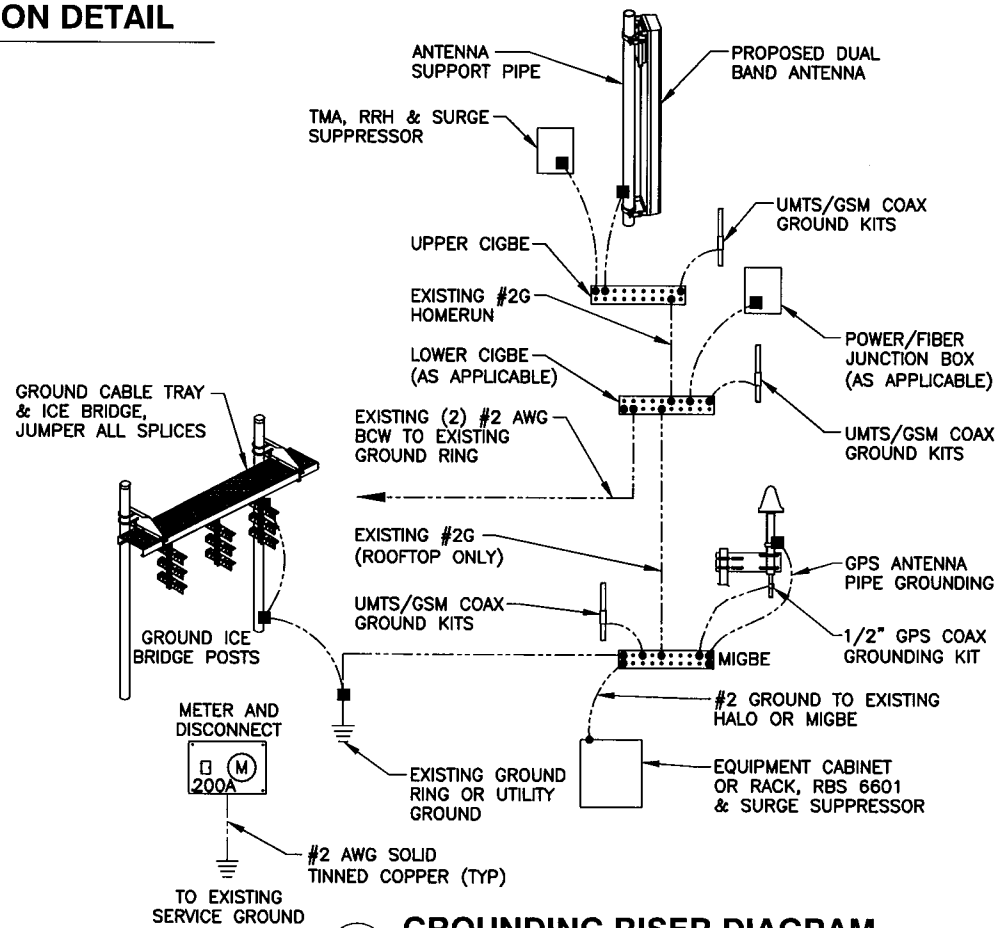 ON DETAIL
ANTENNA
SUPPORT PIPE
PROPOSED DUAL
BAND ANTENNA
TMA, RRH & SURGE
SUPPRESSOR
UMTS/GSM COAX
GROUND KITS
UPPER CIGBE
EXISTING #2G
HOMERUN
POWER/FIBER
JUNCTION BOX
(AS APPLICABLE)
LOWER CIGBE
(AS APPLICABLE)
GROUND CABLE TRAY
& ICE BRIDGE,
JUMPER ALL SPLICES
EXISTING (2) #2 AWG
BCW TO EXISTING
GROUND RING
UMTS/GSM COAX
GROUND KITS
EXISTING #2G
(ROOFTOP ONLY)
GPS ANTENNA
PIPE GROUNDING
UMTS/GSM COAX
GROUND KITS
1/2" GPS COAX
GROUNDING KIT
GROUND ICE
BRIDGE POSTS
MIGBE
#2 GROUND TO EXISTING
HALO OR MIGBE
METER AND
DISCONNECT
M
200A
EXISTING GROUND
RING OR UTILITY
GROUND
EQUIPMENT CABINET
OR RACK, RBS 6601
& SURGE SUPPRESSOR
#2 AWG SOLID
TINNED COPPER (TYP)
TO EXISTING
SERVICE GROUND
GROUNDING RISER DIAGRAM